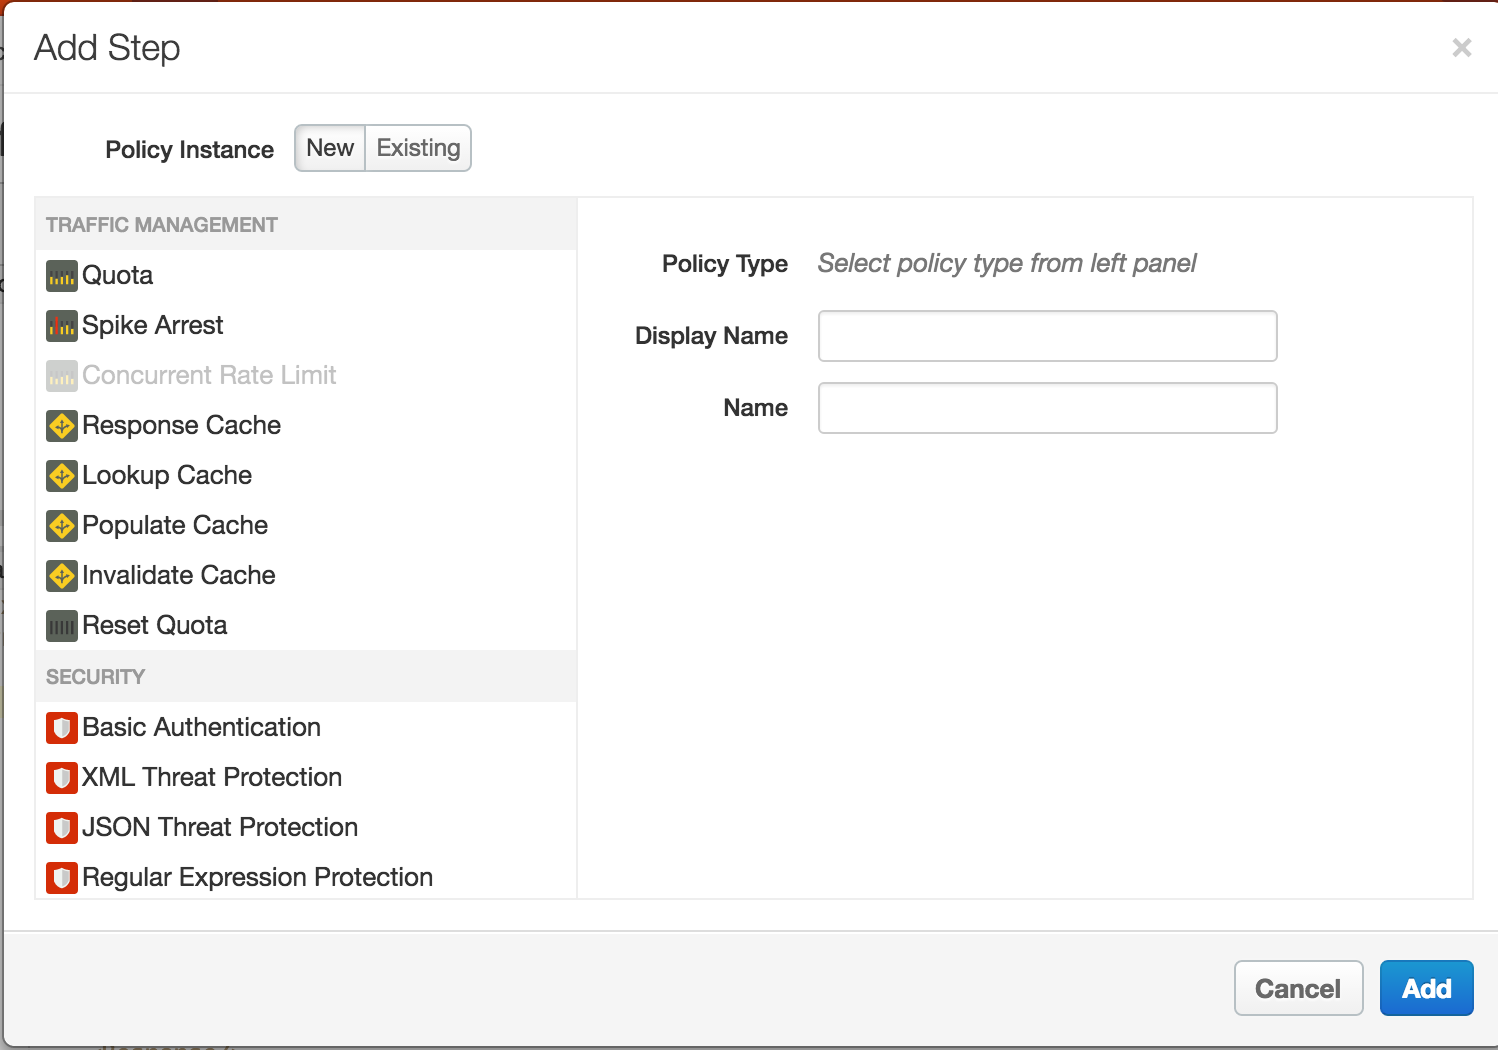 Add Step
×
Policy Instance New Existing
TRAFFIC MANAGEMENT
Quota
Spike Arrest
Concurrent Rate Limit
Response Cache
Lookup Cache
Populate Cache
Invalidate Cache
Reset Quota
SECURITY
Basic Authentication
XML Threat Protection
JSON Threat Protection
Regular Expression Protection
Policy Type Select policy type from left panel
Display Name
Name
Cancel Add